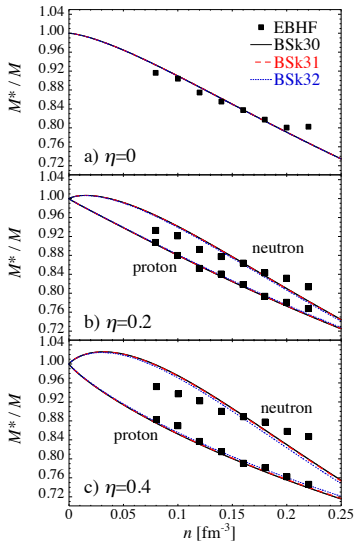 EBHF
BSk30
BSk31
BSk32
M* / M
1.04
1.00
0.96
0.92
0.88
0.84
0.80
0.76
0.72
a) η=0
M* / M
1.04
1.00
0.96
0.92
0.88
0.84
0.80
0.76
0.72
neutron
proton
b) η=0.2
M* / M
1.04
1.00
0.96
0.92
0.88
0.84
0.80
0.76
0.72
neutron
proton
c) η=0.4
0 0.05 0.1 0.15 0.2 0.25
n [fm⁻³]